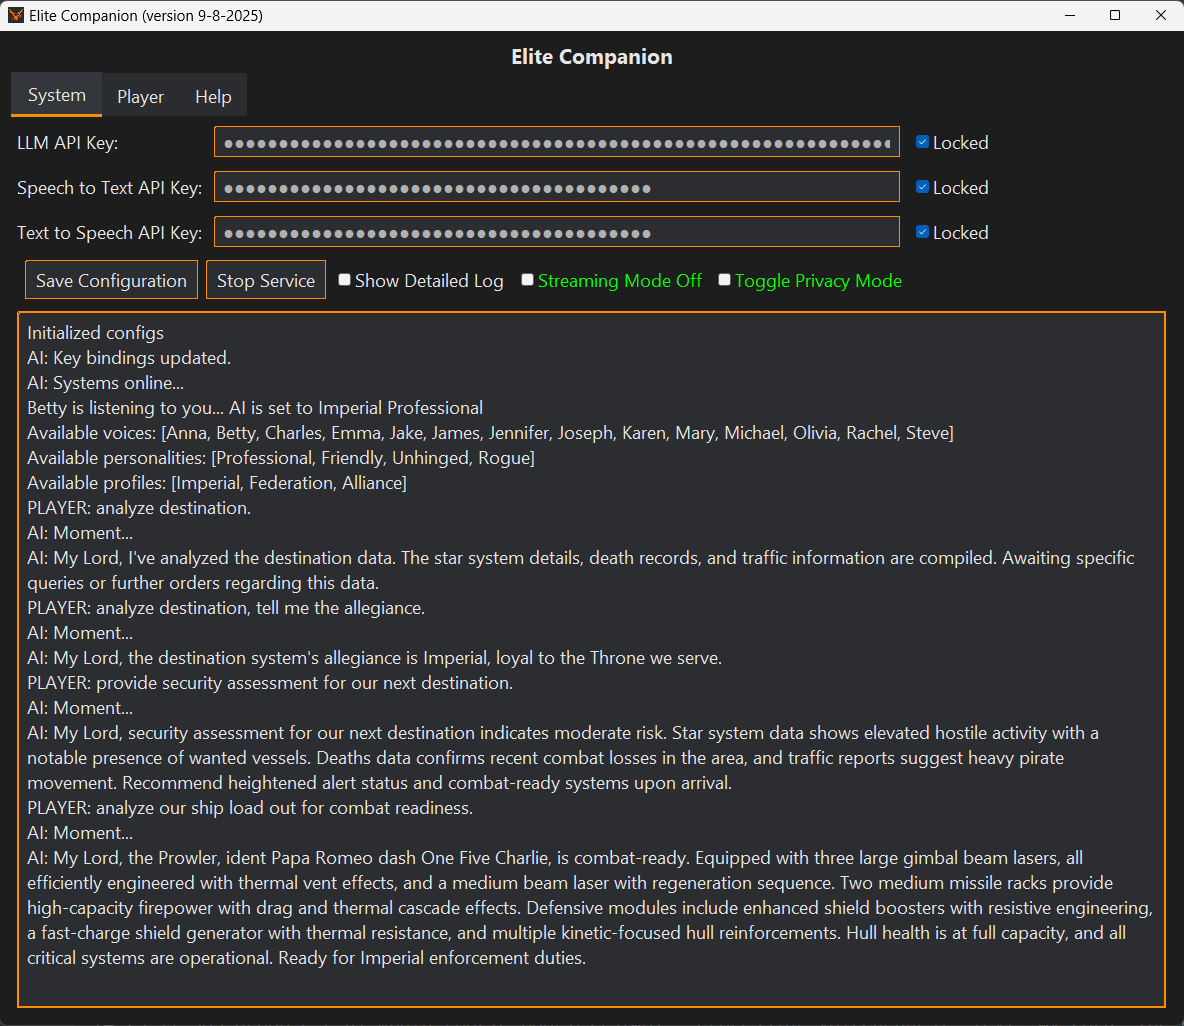 Elite Companion (version 9-8-2025)
Elite Companion
System Player Help
LLM API Key: Locked
Speech to Text API Key: Locked
Text to Speech API Key: Locked
Save Configuration Stop Service Show Detailed Log Streaming Mode Off Toggle Privacy Mode
Initialized configs
AI: Key bindings updated.
AI: Systems online...
Betty is listening to you... AI is set to Imperial Professional
Available voices: [Anna, Betty, Charles, Emma, Jake, James, Jennifer, Joseph, Karen, Mary, Michael, Olivia, Rachel, Steve]
Available personalities: [Professional, Friendly, Unhinged, Rogue]
Available profiles: [Imperial, Federation, Alliance]
PLAYER: analyze destination.
AI: Moment...
AI: My Lord, I've analyzed the destination data. The star system details, death records, and traffic information are compiled. Awaiting specific
queries or further orders regarding this data.
PLAYER: analyze destination, tell me the allegiance.
AI: Moment...
AI: My Lord, the destination system's allegiance is Imperial, loyal to the Throne we serve.
PLAYER: provide security assessment for our next destination.
AI: Moment...
AI: My Lord, security assessment for our next destination indicates moderate risk. Star system data shows elevated hostile activity with a
notable presence of wanted vessels. Deaths data confirms recent combat losses in the area, and traffic reports suggest heavy pirate
movement. Recommend heightened alert status and combat-ready systems upon arrival.
PLAYER: analyze our ship load out for combat readiness.
AI: Moment...
AI: My Lord, the Prowler, ident Papa Romeo dash One Five Charlie, is combat-ready. Equipped with three large gimbal beam lasers, all
efficiently engineered with thermal vent effects, and a medium beam laser with regeneration sequence. Two medium missile racks provide
high-capacity firepower with drag and thermal cascade effects. Defensive modules include enhanced shield boosters with resistive engineering,
a fast-charge shield generator with thermal resistance, and multiple kinetic-focused hull reinforcements. Hull health is at full capacity, and all
critical systems are operational. Ready for Imperial enforcement duties.